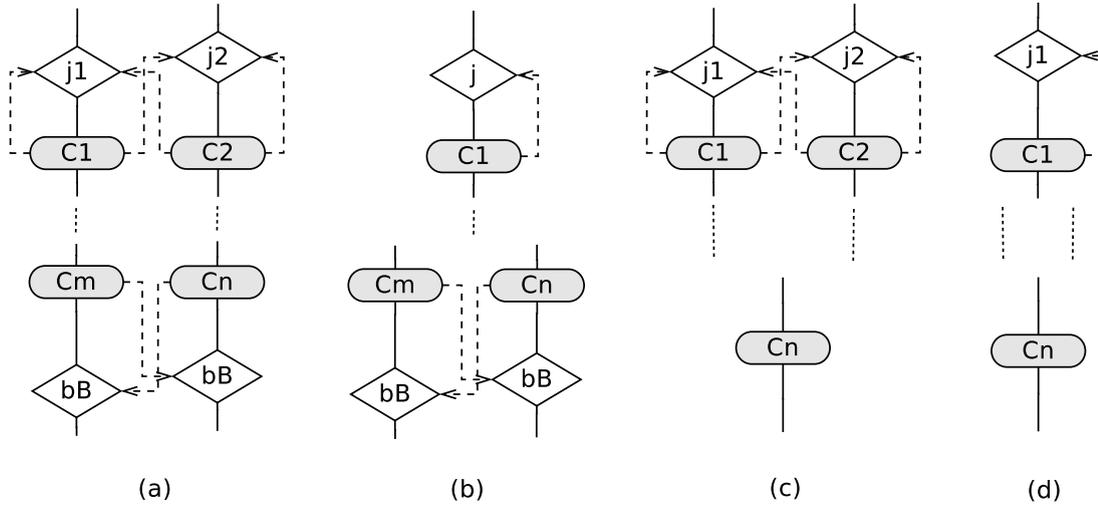 j1 j2 j j1 j2 j1
C1 C2 C1 C1 C2 C1
Cm Cn Cm Cn
Cn Cn
bB bB bB bB
(a) (b) (c) (d)